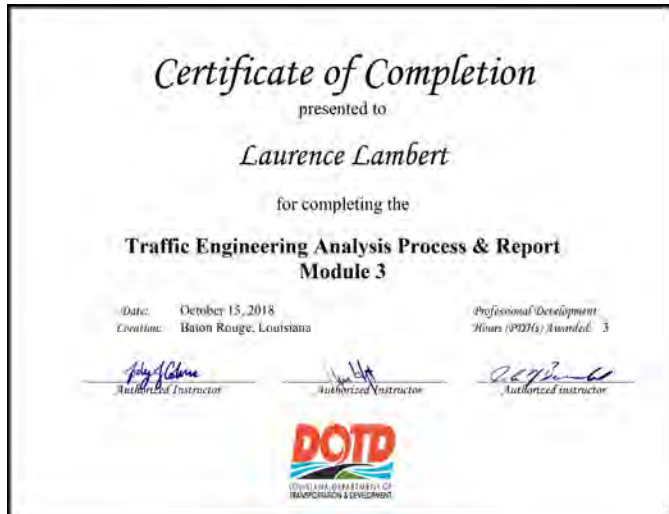 Certificate of Completion
presented to
Laurence Lambert
for completing the
Traffic Engineering Analysis Process & Report
Module 3
Date: October 15, 2018
Location: Baton Rouge, Louisiana
Professional Development
Hours (PDHs) Awarded: 3
Authorized Instructor
Authorized Instructor
Authorized instructor
DOTD
LOUISIANA DEPARTMENT OF
TRANSPORTATION & DEVELOPMENT